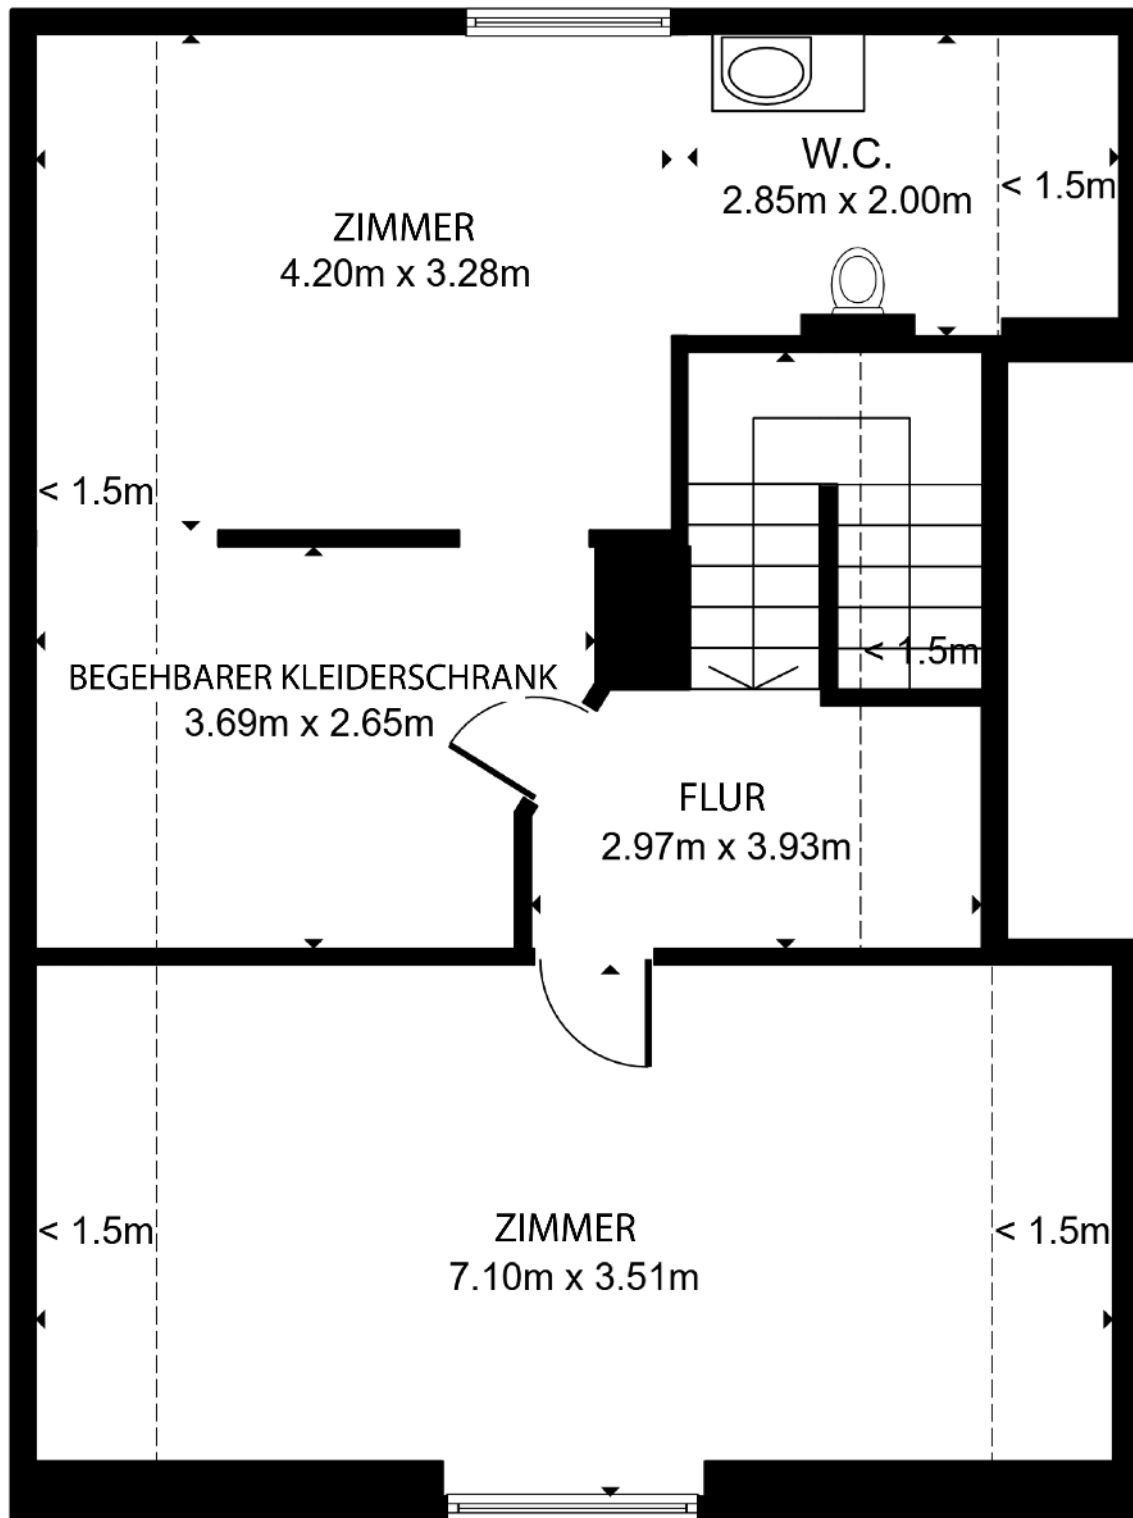 W.C.
2.85m x 2.00m
< 1.5m
ZIMMER
4.20m x 3.28m
< 1.5m
< 1.5m
BEGEHBARER KLEIDERSCHRANK
3.69m x 2.65m
FLUR
2.97m x 3.93m
< 1.5m
ZIMMER
7.10m x 3.51m
< 1.5m